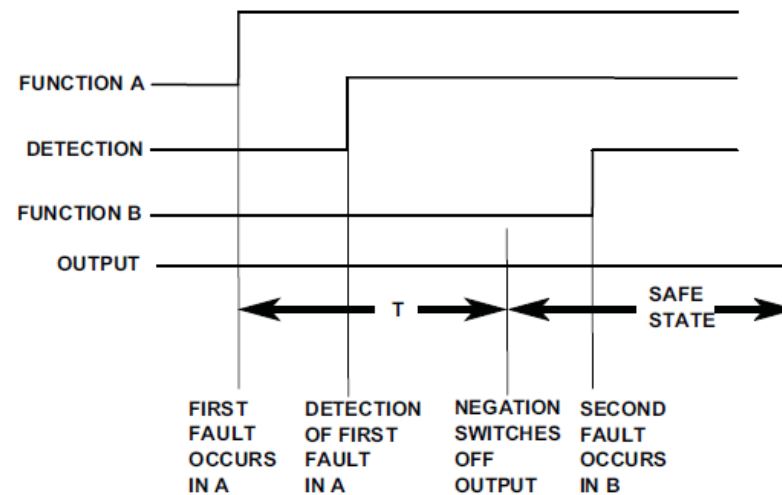 FUNCTION A
DETECTION
FUNCTION B
OUTPUT
T
SAFE
STATE
FIRST
FAULT
OCCURS
IN A
DETECTION
OF FIRST
FAULT
IN A
NEGATION
SWITCHES
OFF
OUTPUT
SECOND
FAULT
OCCURS
IN B